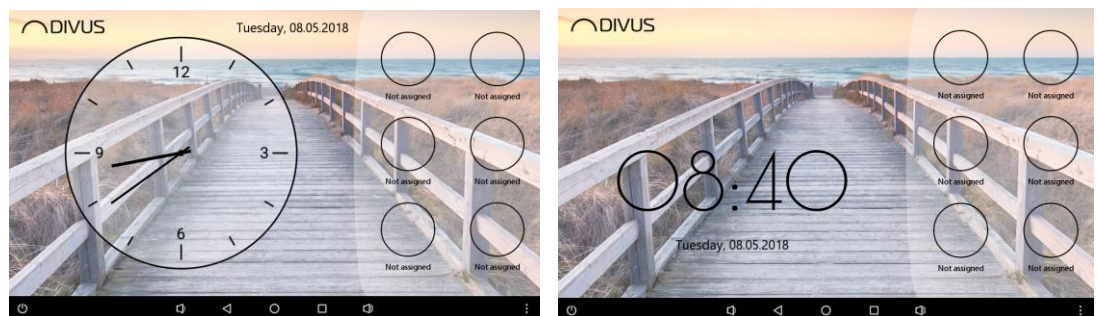 DIVUS
Tuesday, 08.05.2018
12
9
3
6
Not assigned
Not assigned
Not assigned
Not assigned
Not assigned
Not assigned
DIVUS
08:40
Tuesday, 08.05.2018
Not assigned
Not assigned
Not assigned
Not assigned
Not assigned
Not assigned